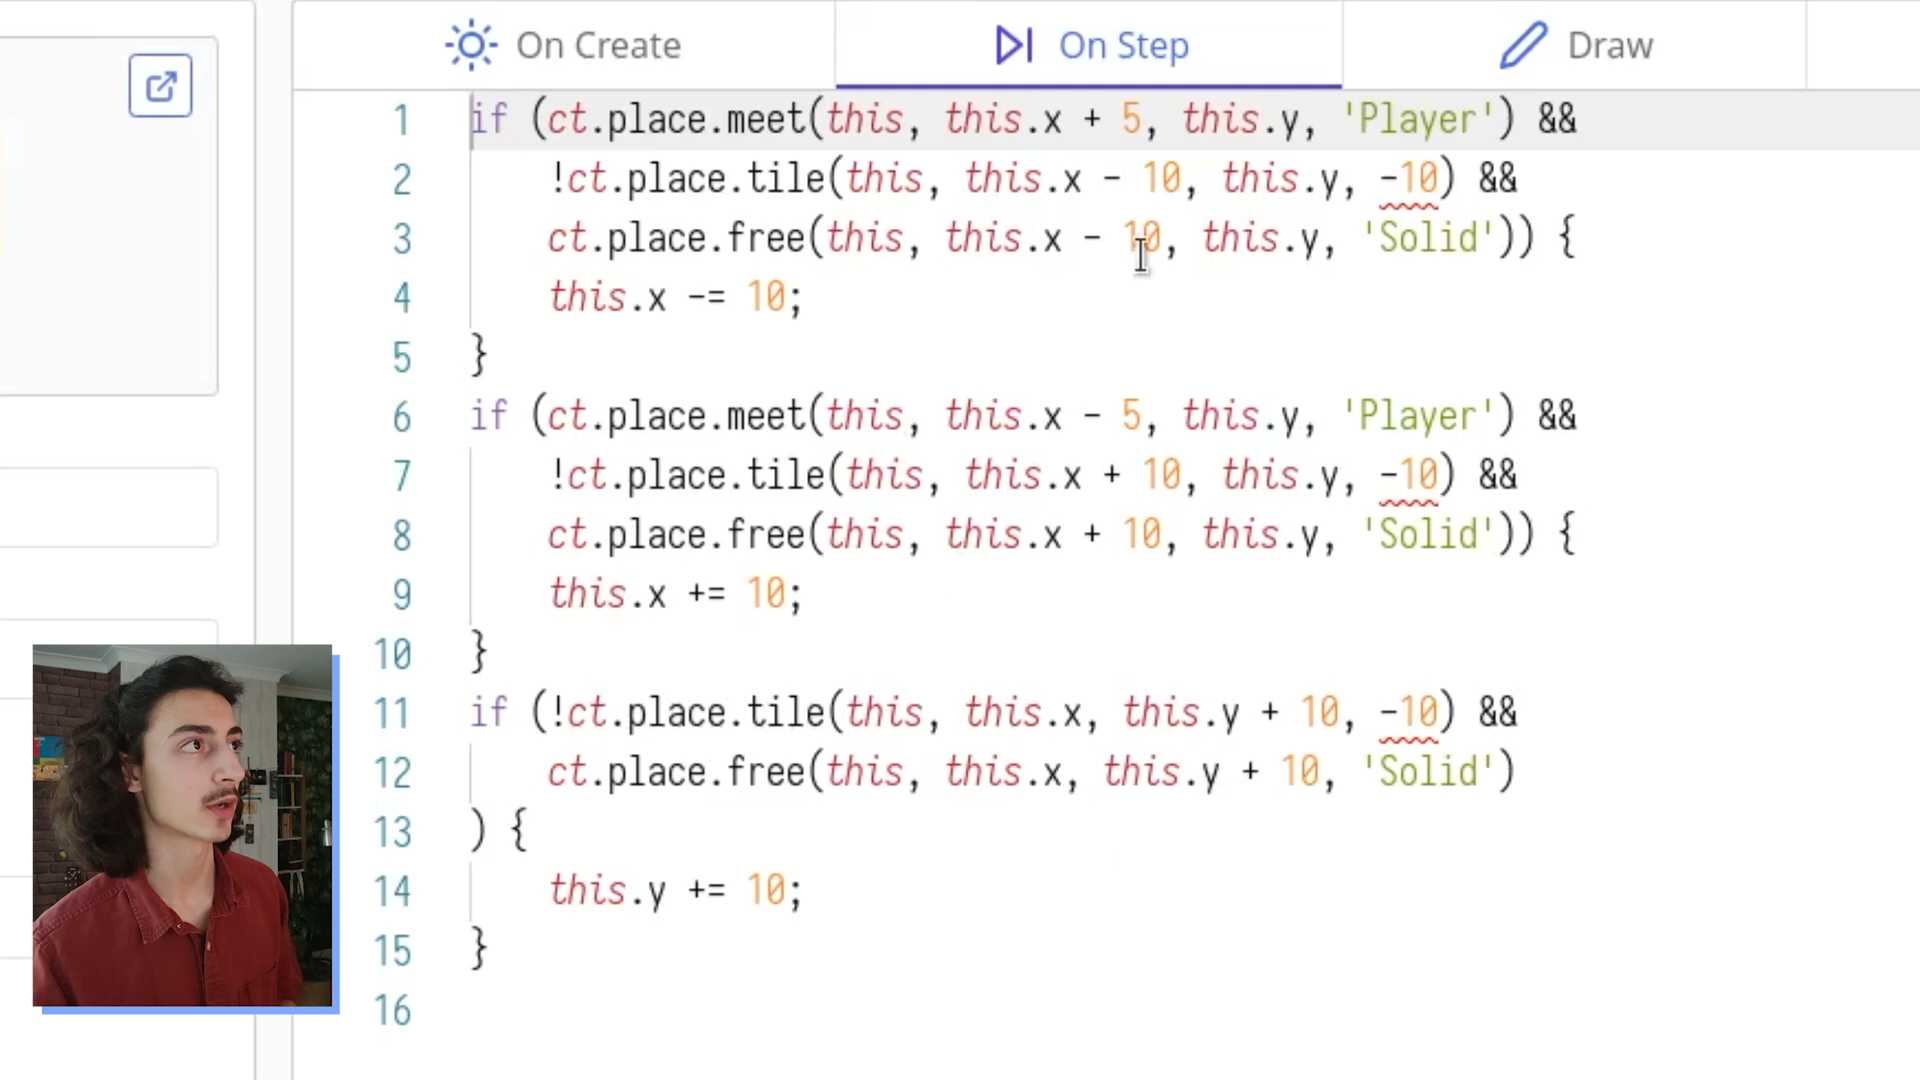 On Create
On Step
Draw
1 if (ct.place.meet(this, this.x + 5, this.y, 'Player') &&
2 !ct.place.tile(this, this.x - 10, this.y, -10) &&
3 ct.place.free(this, this.x - 10, this.y, 'Solid')) {
4 this.x -= 10;
5 }
6 if (ct.place.meet(this, this.x - 5, this.y, 'Player') &&
7 !ct.place.tile(this, this.x + 10, this.y, -10) &&
8 ct.place.free(this, this.x + 10, this.y, 'Solid')) {
9 this.x += 10;
10 }
11 if (!ct.place.tile(this, this.x, this.y + 10, -10) &&
12 ct.place.free(this, this.x, this.y + 10, 'Solid')
13 ) {
14 this.y += 10;
15 }
16